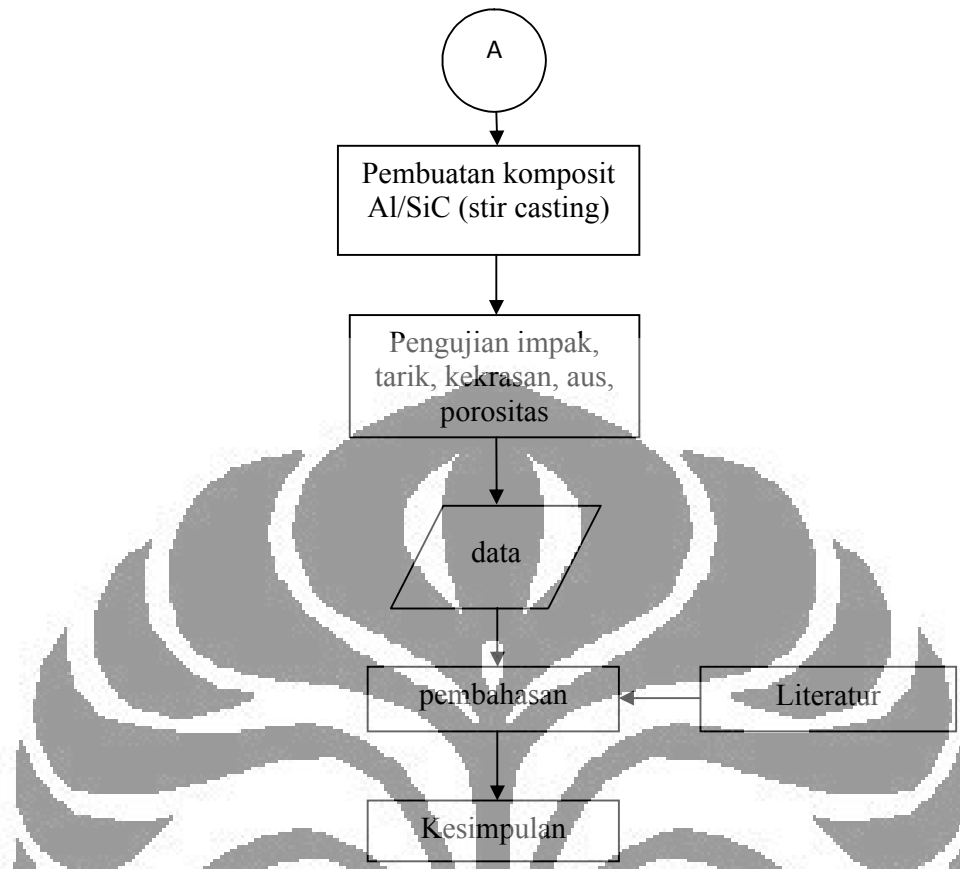 A
Pembuatan komposit
Al/SiC (stir casting)
Pengujian impak,
tarik, kekrasan, aus,
porositas
data
pembahasan
Literatur
Kesimpulan